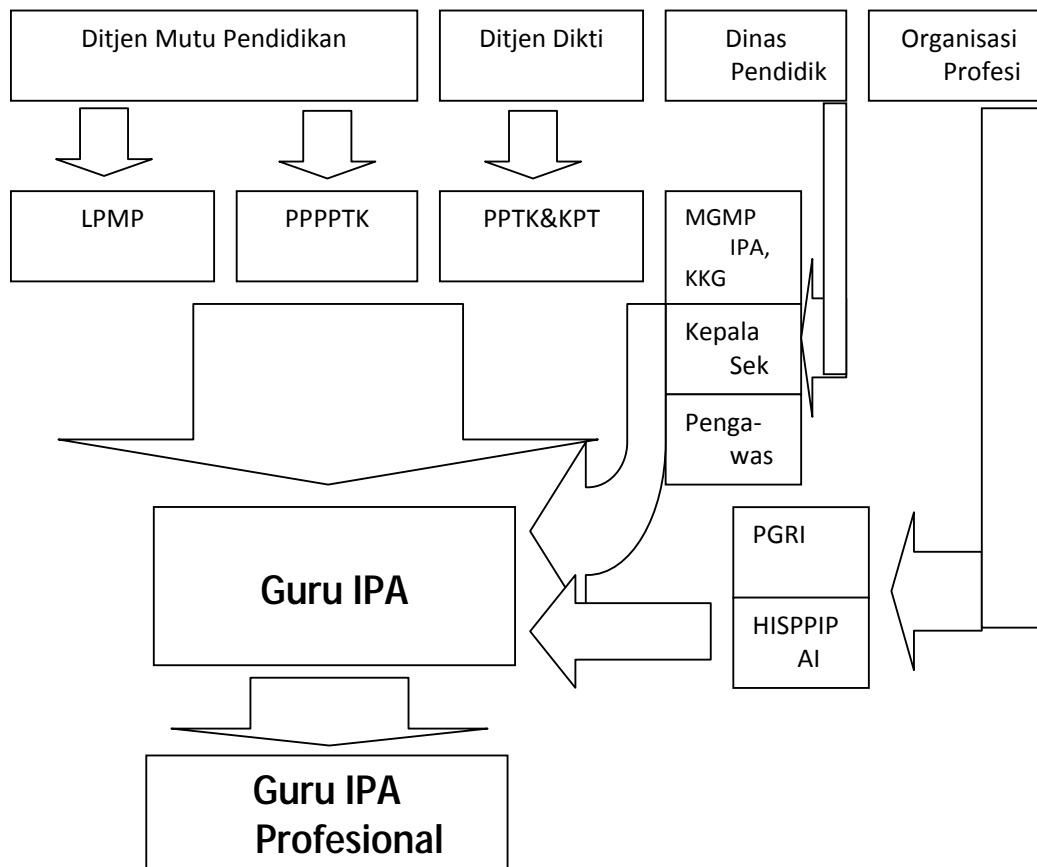 Ditjen Mutu Pendidikan
Ditjen Dikti
Dinas
Pendidik
Organisasi
Profesi
LPMP
PPPPTK
PPTK&KPT
MGMP
IPA,
KKG
Kepala
Sek
Penga-
was
PGRI
HISPPIP
AI
Guru IPA
Guru IPA
Profesional